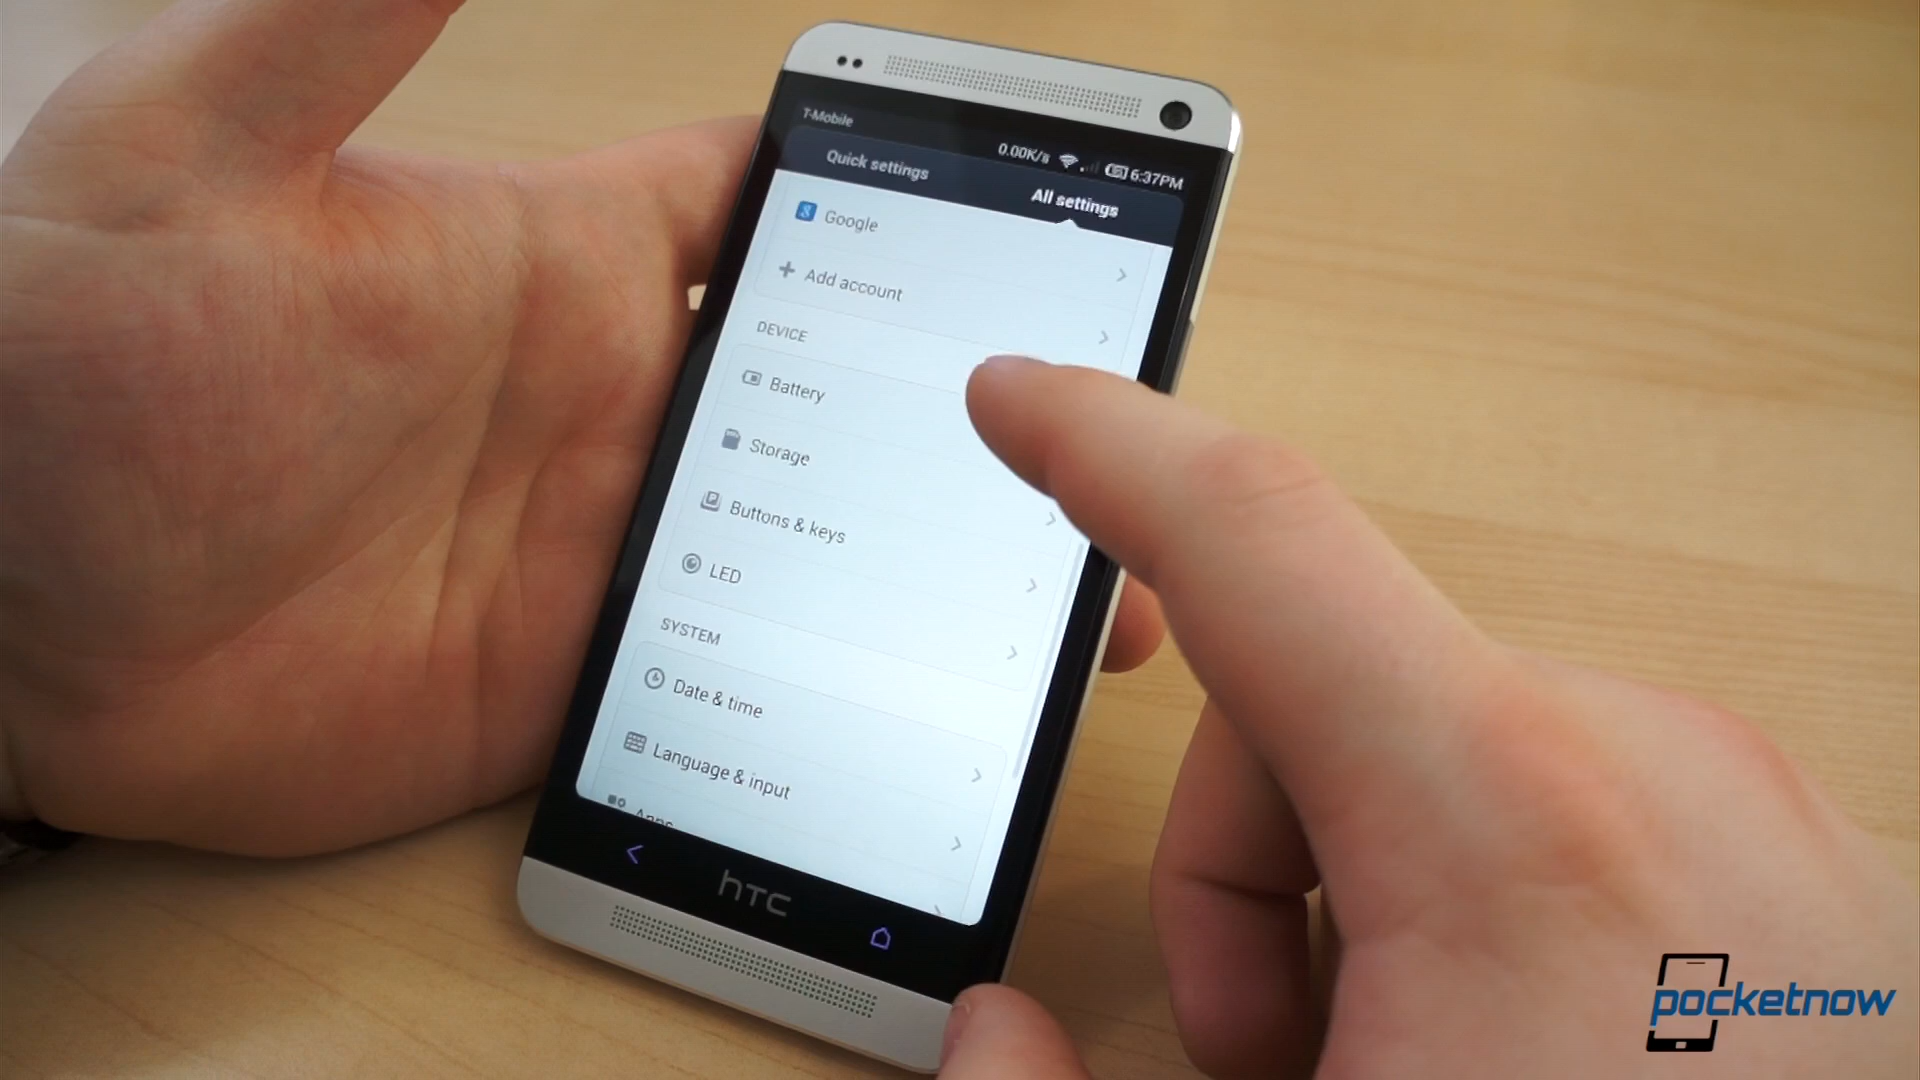 T-Mobile
0.00K/s 6:37PM
Quick settings
All settings
Google
Add account
DEVICE
Battery
Storage
Buttons & keys
LED
SYSTEM
Date & time
Language & input
Apps
hTC
pocketnow